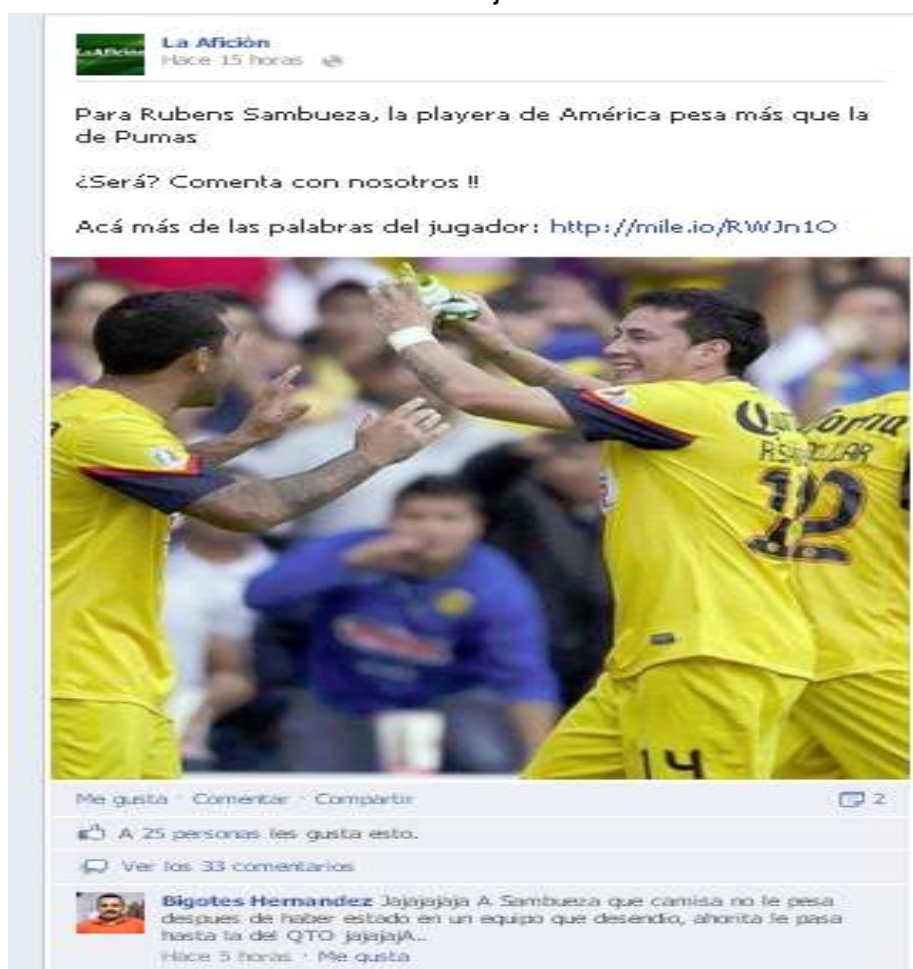 La Afición
Hace 15 horas
Para Rubens Sambueza, la playera de América pesa más que la
de Pumas
¿Será? Comenta con nosotros !!
Acá más de las palabras del jugador: http://mile.io/RWJn1O
14
Me gusta · Comentar · Compartir
2
A 25 personas les gusta esto.
Ver los 33 comentarios
Bigotes Hernandez Jajajajaja A Sambueza que camisa no le pesa
despues de haber estado en un equipo que desendio, ahorita le pasa
hasta la del QTO jajajajA..
Hace 5 horas · Me gusta